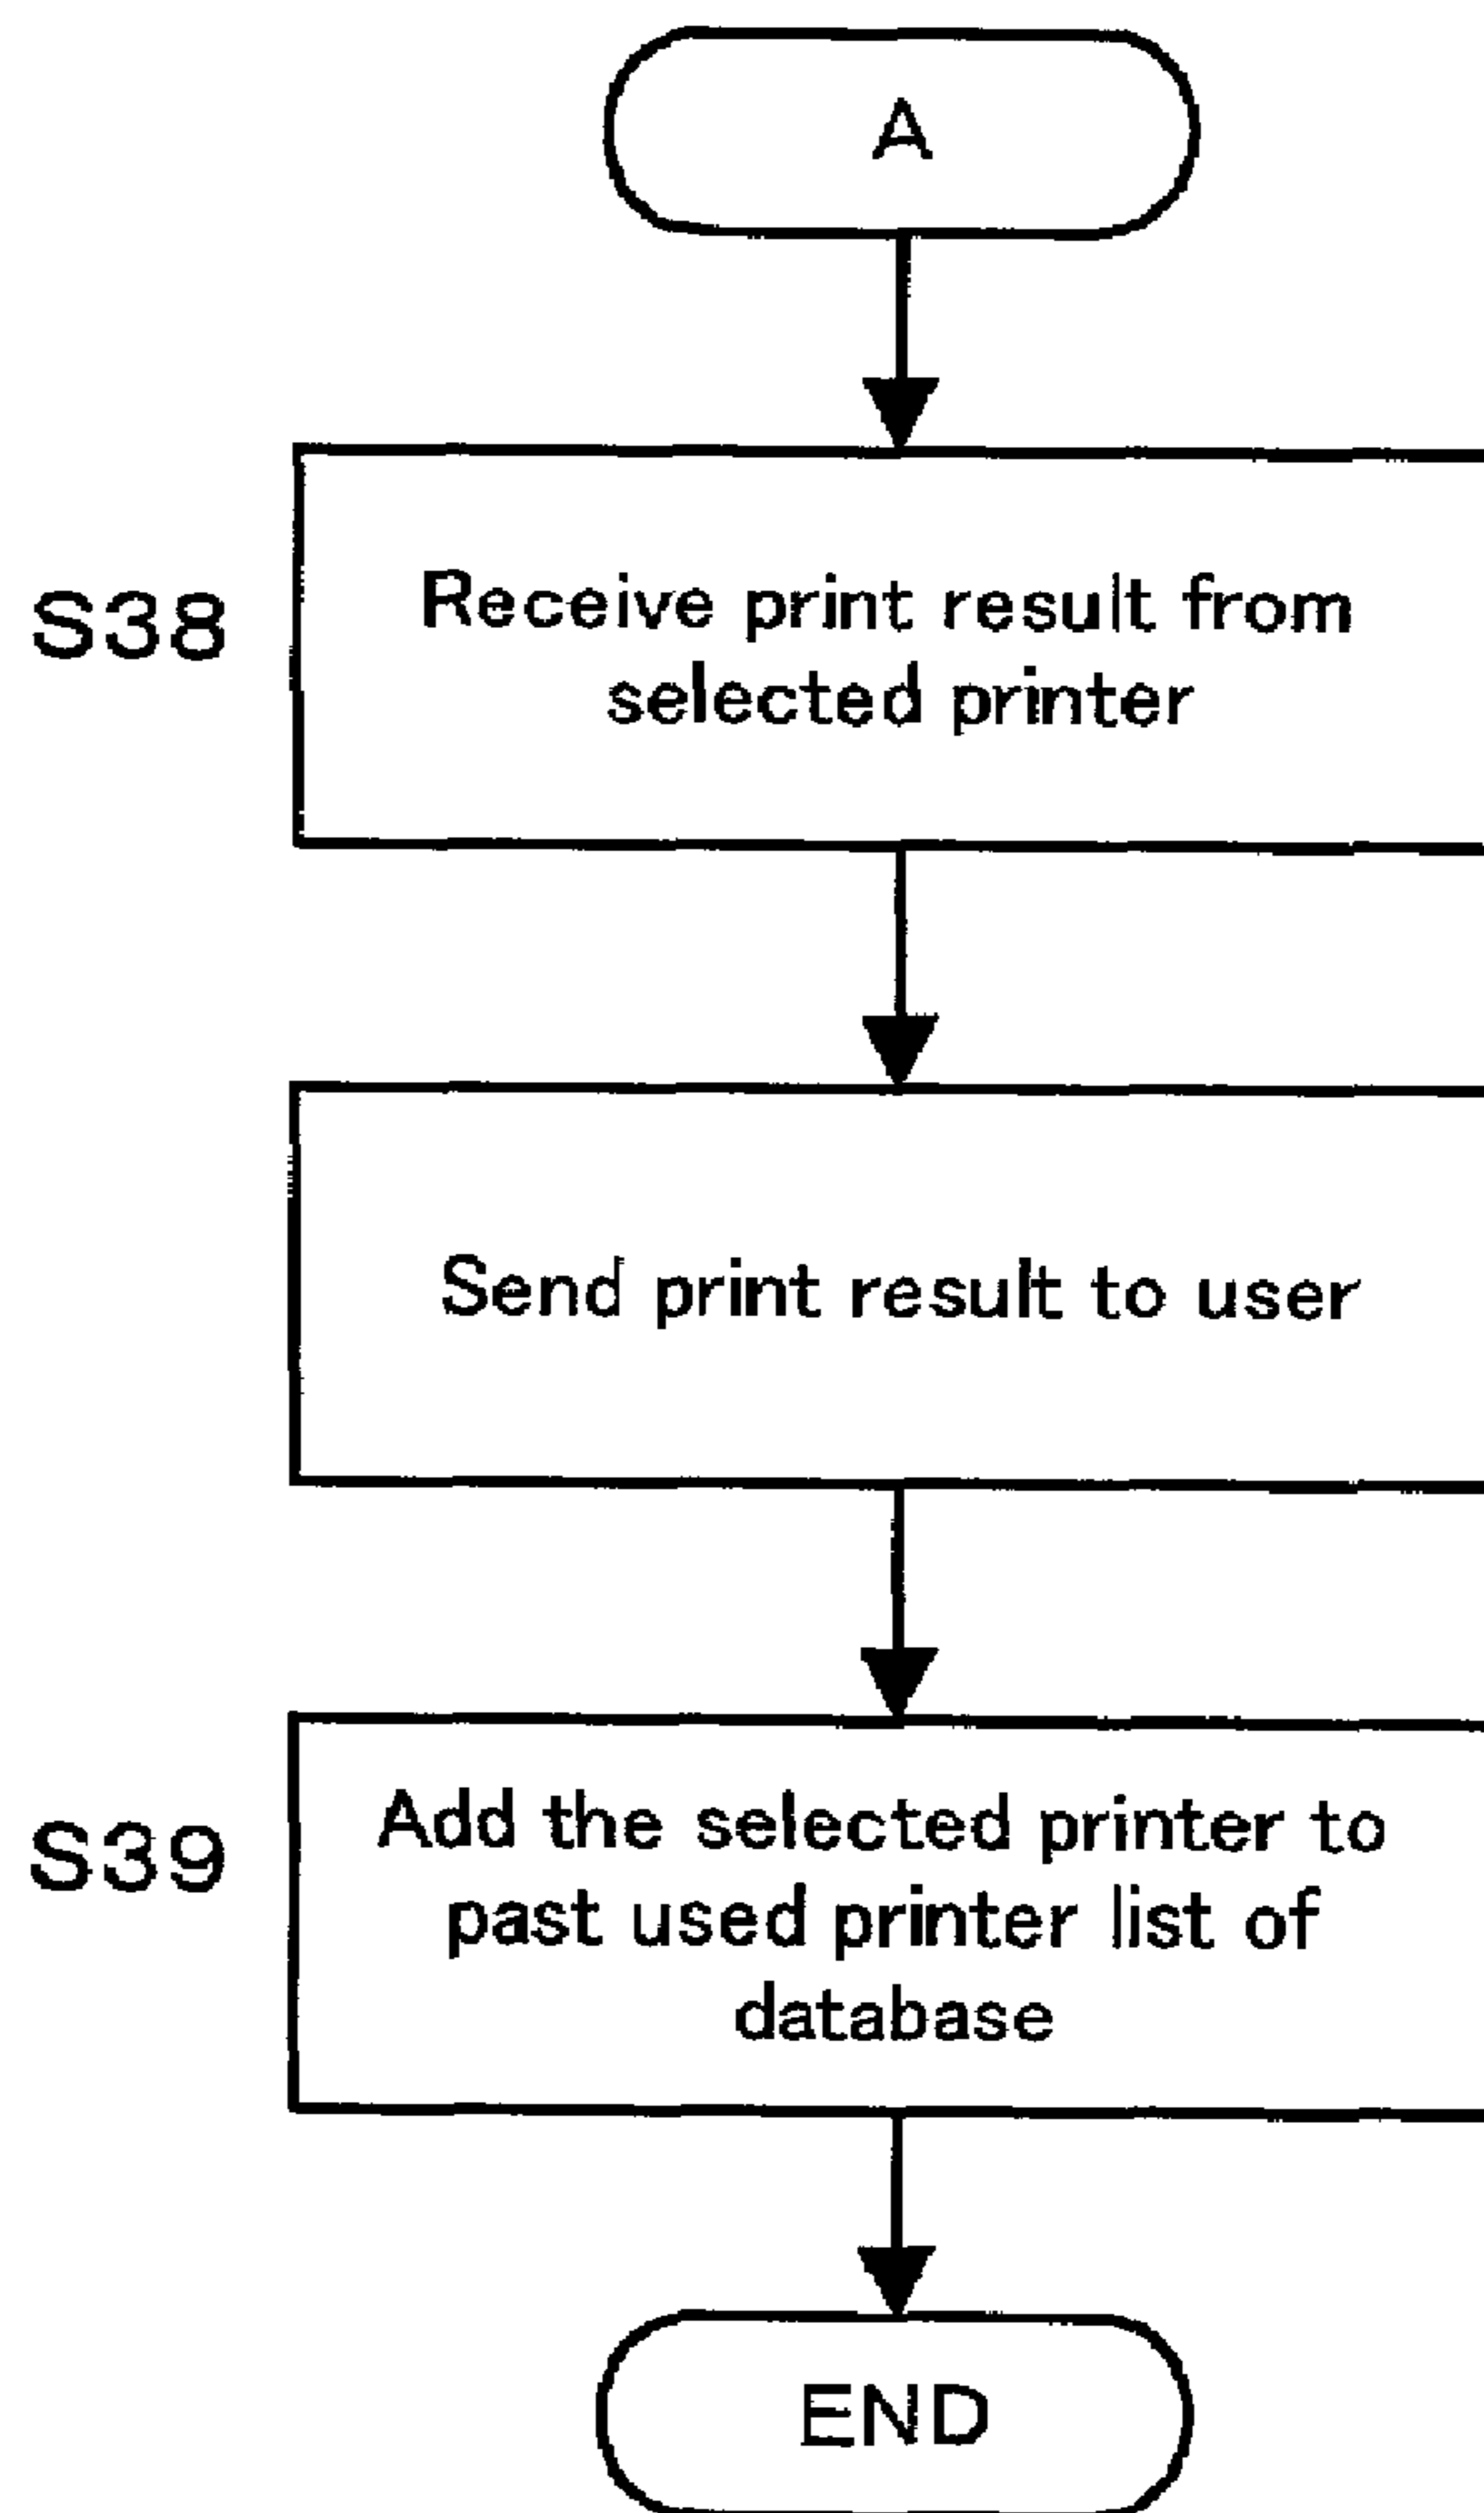 A
S38
Receive print result from
selected printer
Send print result to user
S39
Add the selected printer to
past used printer list of
database
END